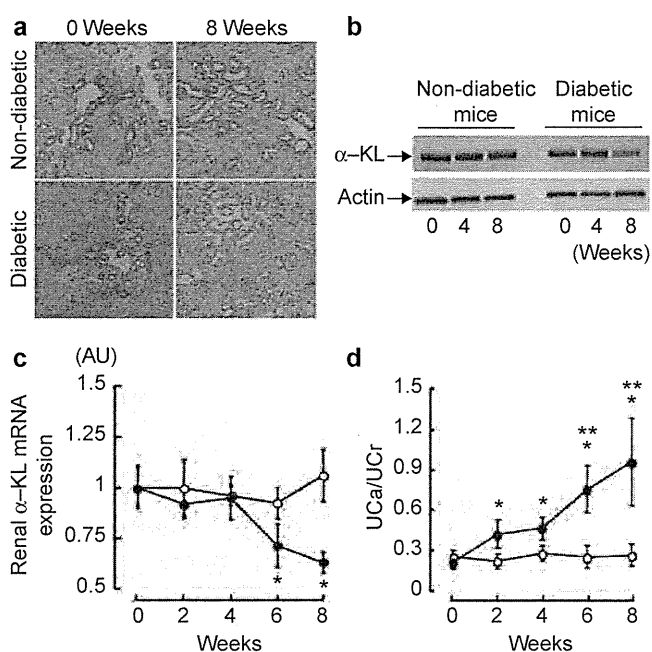 a
0 Weeks 8 Weeks
Non-diabetic
Diabetic
b
Non-diabetic mice
Diabetic mice
α–KL
Actin
0 4 8 0 4 8
(Weeks)
c
(AU)
Renal α–KL mRNA expression
1.5
1.25
1
0.75
0.5
* *
0 2 4 6 8
Weeks
d
UCa/UCr
1.5
1.2
0.9
0.6
0.3
0
* * ** * ** *
0 2 4 6 8
Weeks